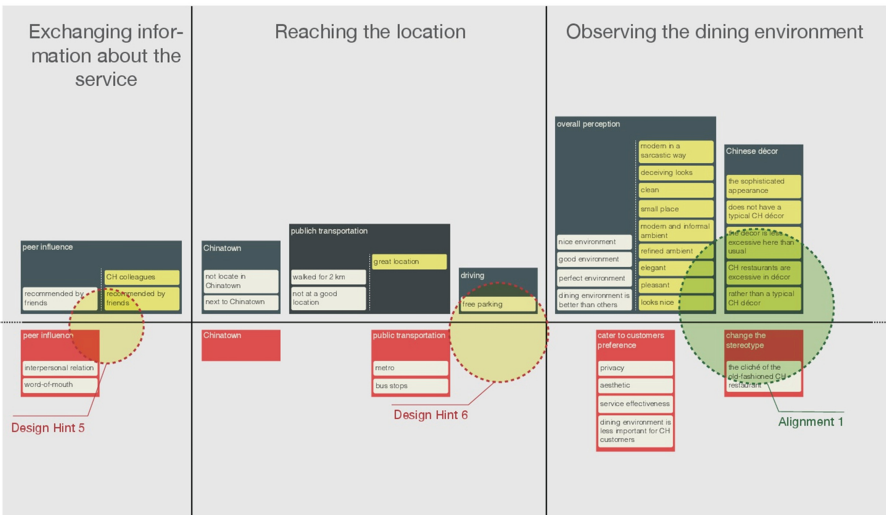 Exchanging infor-
mation about the
service
Reaching the location
Observing the dining environment
peer influence
CH colleagues
recommended by
friends
recommended by
friends
Chinatown
not locate in
Chinatown
next to Chinatown
publich transportation
great location
walked for 2 km
not at a good
location
driving
free parking
overall perception
modern in a
sarcastic way
deceiving looks
clean
small place
modern and informal
ambient
refined ambient
elegant
pleasant
looks nice
nice environment
good environment
perfect environment
dining environment is
better than others
Chinese dècor
the sophisticated
appearance
does not have a
typical CH décor
the décor is less
excessive here than
usual
CH restaurants are
excessive in décor
rather than a typical
CH décor
peer influence
interpersonal relation
word-of-mouth
Design Hint 5
Chinatown
public transportation
metro
bus stops
Design Hint 6
cater to customers
preference
privacy
aesthetic
service effectiveness
dining environment is
less important for CH
customers
change the
stereotype
the cliché of the
old-fashioned CH
restaurant
Alignment 1